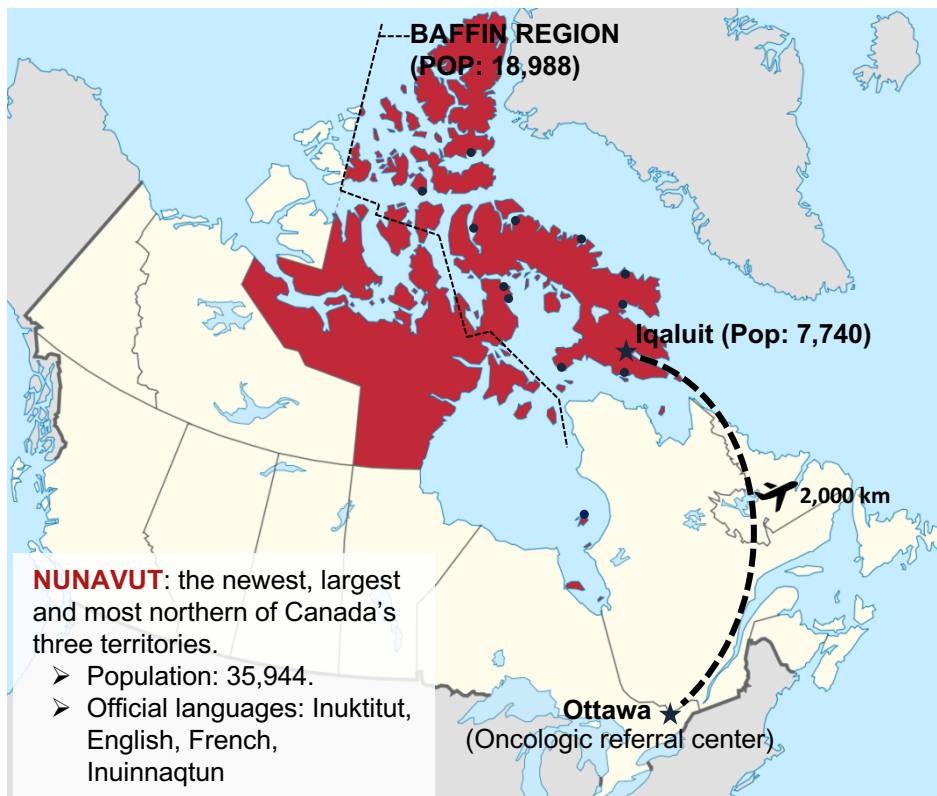 BAFFIN REGION
(POP: 18,988)
Iqaluit (Pop: 7,740)
2,000 km
NUNAVUT: the newest, largest
and most northern of Canada’s
three territories.
➢ Population: 35,944.
➢ Official languages: Inuktitut,
English, French,
Inuinnaqtun
Ottawa
(Oncologic referral center)